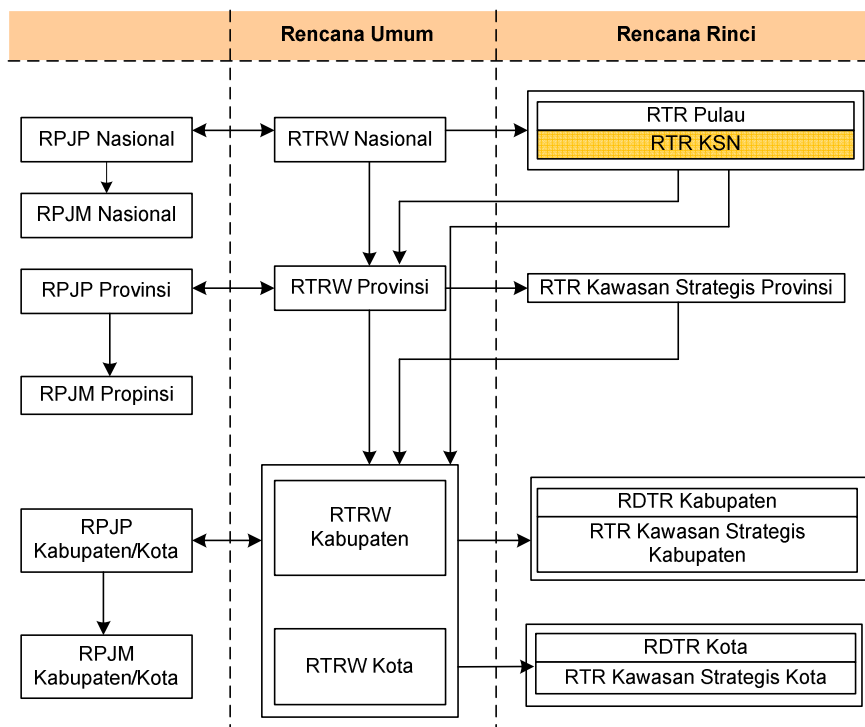 Rencana Umum
Rencana Rinci
RPJP Nasional
RTRW Nasional
RTR Pulau
RTR KSN
RPJM Nasional
RPJP Provinsi
RTRW Provinsi
RTR Kawasan Strategis Provinsi
RPJM Propinsi
RPJP
Kabupaten/Kota
RTRW
Kabupaten
RDTR Kabupaten
RTR Kawasan Strategis
Kabupaten
RPJM
Kabupaten/Kota
RTRW Kota
RDTR Kota
RTR Kawasan Strategis Kota